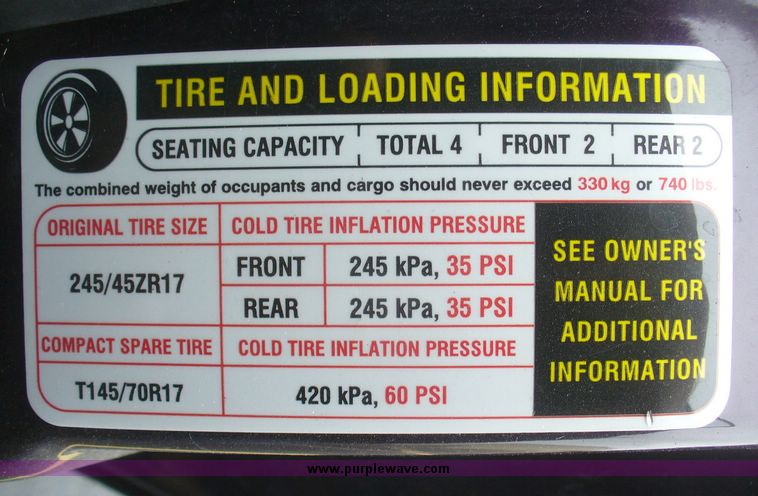 TIRE AND LOADING INFORMATION
SEATING CAPACITY TOTAL 4 FRONT 2 REAR 2
The combined weight of occupants and cargo should never exceed 330 kg or 740 lbs.
ORIGINAL TIRE SIZE COLD TIRE INFLATION PRESSURE
245/45ZR17
FRONT 245 kPa, 35 PSI
REAR 245 kPa, 35 PSI
COMPACT SPARE TIRE COLD TIRE INFLATION PRESSURE
T145/70R17 420 kPa, 60 PSI
SEE OWNER'S
MANUAL FOR
ADDITIONAL
INFORMATION
www.purplewave.com